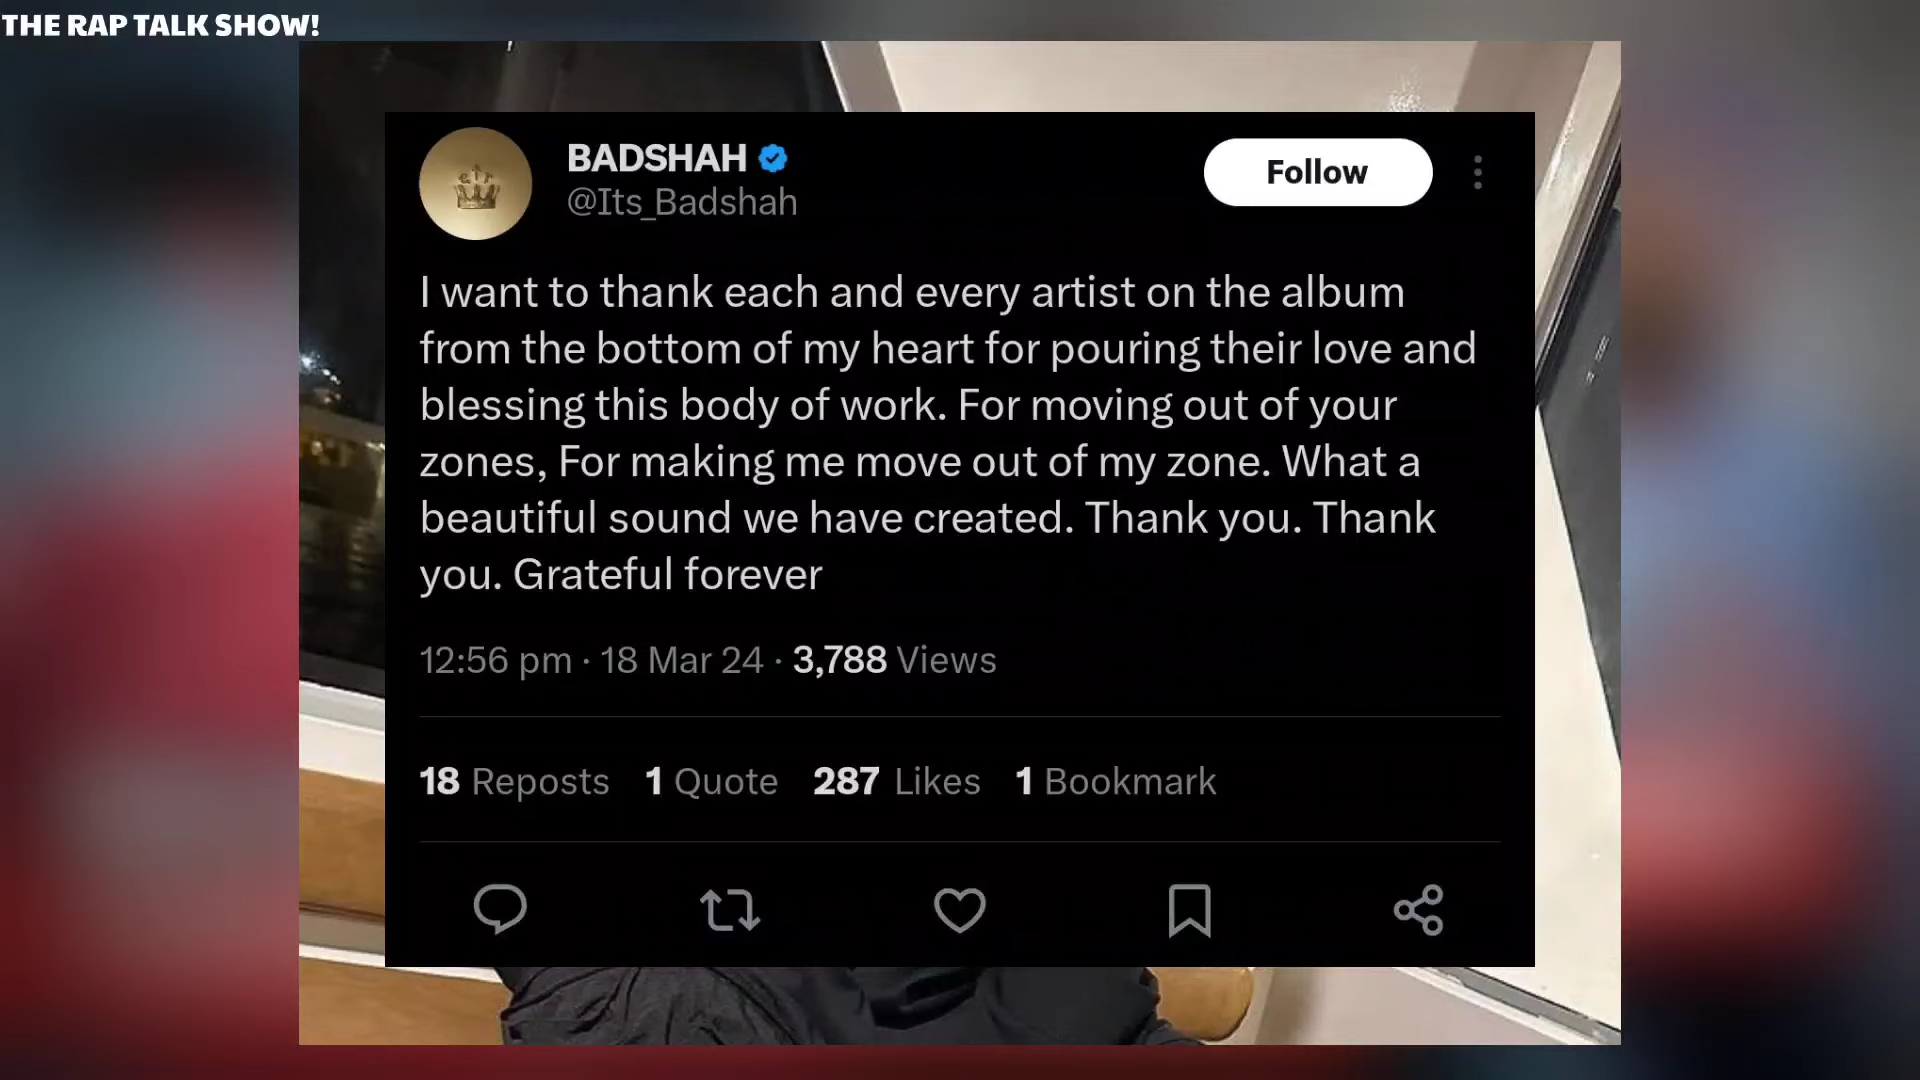 THE RAP TALK SHOW!
BADSHAH
@Its_Badshah
Follow
I want to thank each and every artist on the album
from the bottom of my heart for pouring their love and
blessing this body of work. For moving out of your
zones, For making me move out of my zone. What a
beautiful sound we have created. Thank you. Thank
you. Grateful forever
12:56 pm · 18 Mar 24 · 3,788 Views
18 Reposts 1 Quote 287 Likes 1 Bookmark